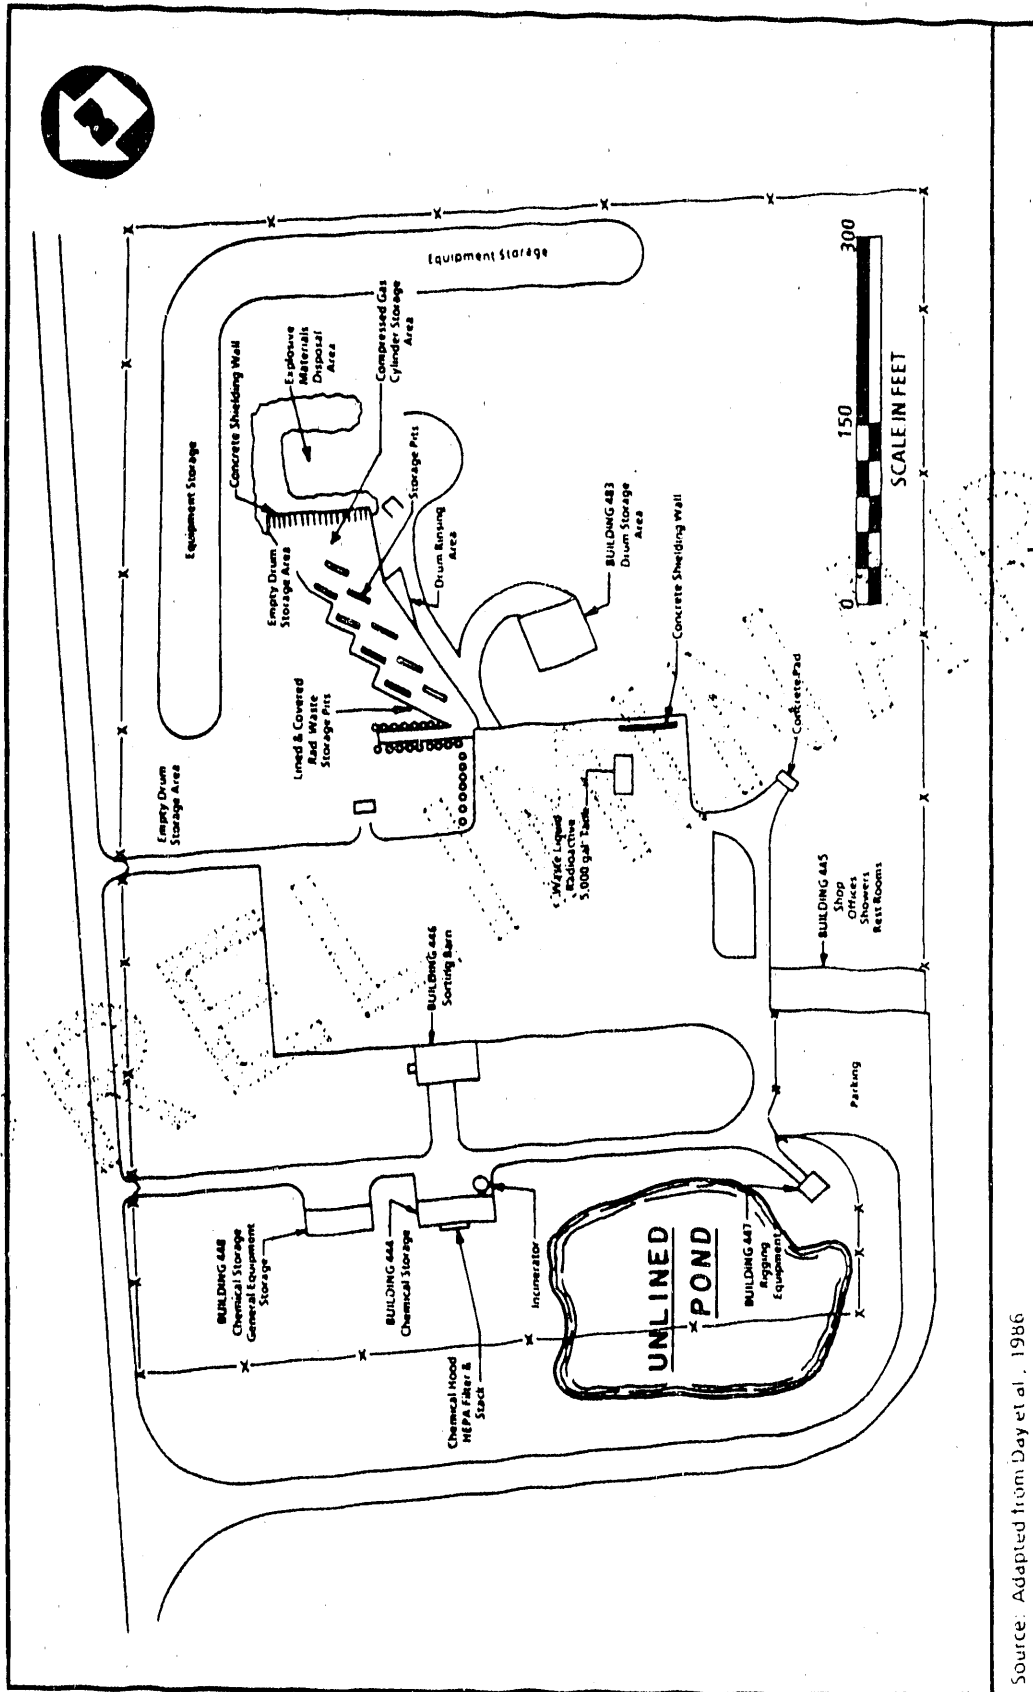 N
Equipment Storage
Equipment Storage
Concrete Shielding Wall
Explosive
Materials
Disposal
Area
Compressed Gas
Cylinder Storage
Area
Storage Pits
Drum Rinsing
Area
Empty Drum
Storage Area
BUILDING 483
Drum Storage
Area
Lined & Covered
Rad Waste
Storage Pits
Concrete Shielding Wall
Empty Drum
Storage Area
Concrete Pad
Waste Liquid
Radioactive
5,000 gal Tank
BUILDING 445
Shop
Offices
Showers
Rest Rooms
BUILDING 446
Sorting Barn
Parking
BUILDING 448
Chemical Storage
General Equipment
Storage
BUILDING 444
Chemical Storage
Incinerator
Chemical Hood
HEPA Filter &
Stack
UNLINED
POND
BUILDING 447
Rigging
Equipment
0 150 300
SCALE IN FEET
Source: Adapted from Day et al., 1986